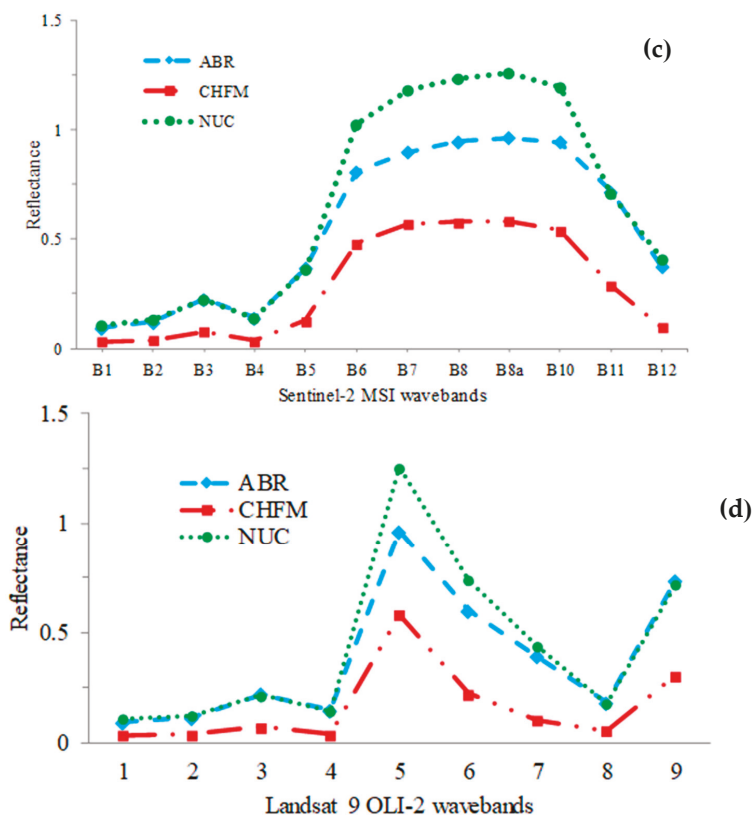 1.5
(c)
ABR
CHFM
NUC
1
Reflectance
0.5
0
B1 B2 B3 B4 B5 B6 B7 B8 B8a B10 B11 B12
Sentinel-2 MSI wavebands
1.5
ABR
(d)
CHFM
NUC
1
Reflectance
0.5
0
1 2 3 4 5 6 7 8 9
Landsat 9 OLI-2 wavebands